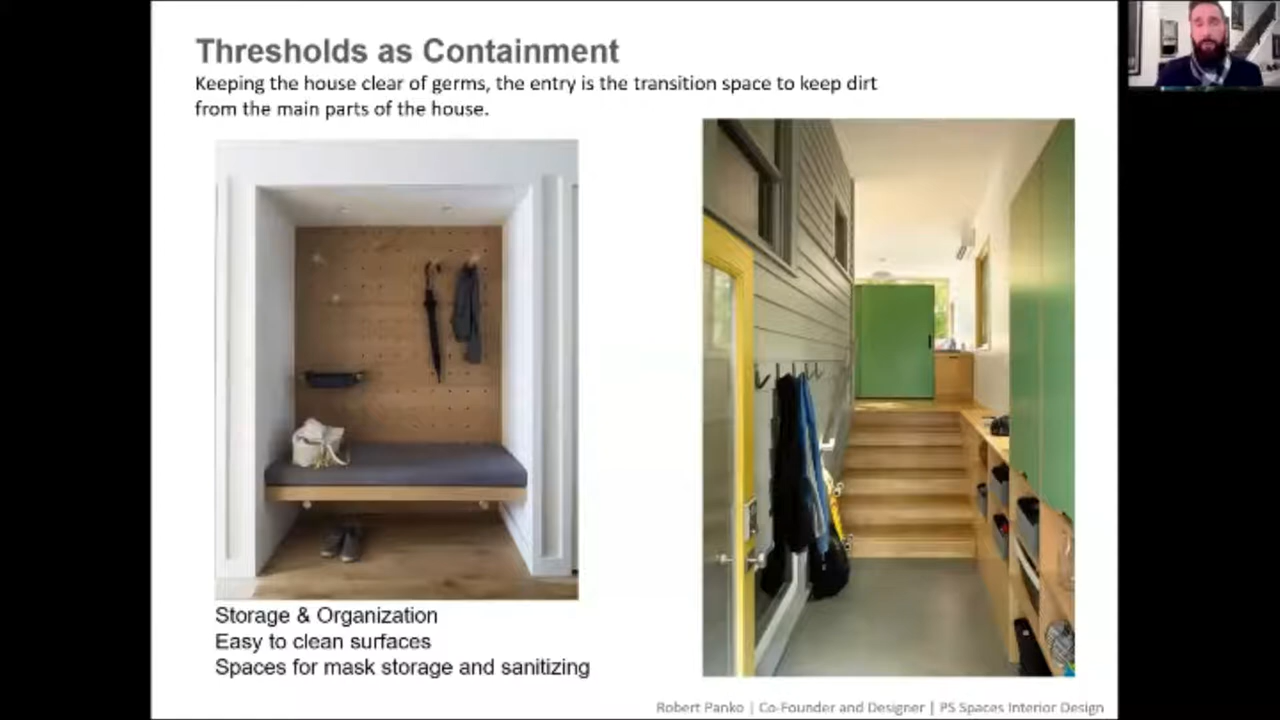 Thresholds as Containment
Keeping the house clear of germs, the entry is the transition space to keep dirt
from the main parts of the house.
Storage & Organization
Easy to clean surfaces
Spaces for mask storage and sanitizing
Robert Panko | Co-Founder and Designer | PS Spaces Interior Design